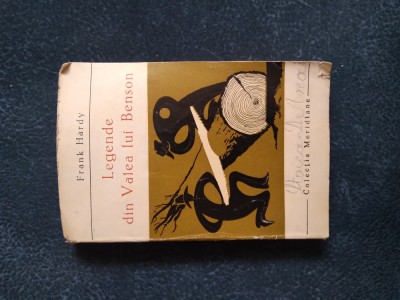 Frank Hardy
Legende
din Valea lui Benson
Colecția Meridiane